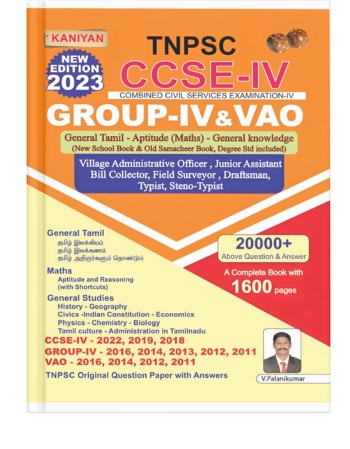 KANIYAN
NEW
EDITION
2023
TNPSC
CCSE-IV
COMBINED CIVIL SERVICES EXAMINATION-IV
GROUP-IV & VAO
General Tamil - Aptitude (Maths) - General knowledge
(New School Book & Old Samacheer Book, Degree Std included)
Village Administrative Officer , Junior Assistant
Bill Collector, Field Surveyor , Draftsman,
Typist, Steno-Typist
General Tamil
தமிழ் இலக்கியம்
தமிழ் இலக்கணம்
தமிழ் அறிஞர்களும் தொண்டும்
Maths
Aptitude and Reasoning
(with Shortcuts)
General Studies
History - Geography
Civics -Indian Constitution - Economics
Physics - Chemistry - Biology
Tamil culture - Administration in Tamilnadu
20000+
Above Question & Answer
A Complete Book with
1600 pages
CCSE-IV - 2022, 2019, 2018
GROUP-IV - 2016, 2014, 2013, 2012, 2011
VAO - 2016, 2014, 2012, 2011
TNPSC Original Question Paper with Answers
V.Palanikumar